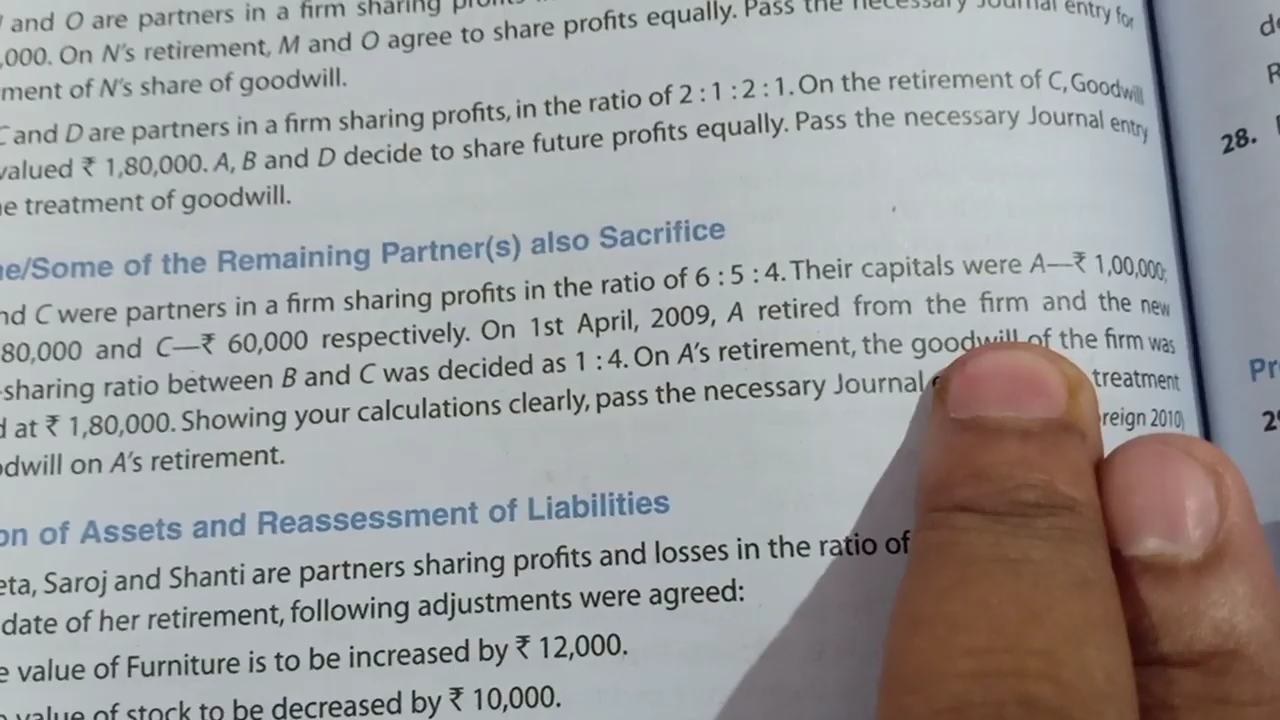 and O are partners in a firm sharing
,000. On N's retirement, M and O agree to share profits equally. Pass the necessary Journal entry for
ment of N's share of goodwill.
C and D are partners in a firm sharing profits, in the ratio of 2 : 1 : 2 : 1. On the retirement of C, Goodwill
valued ₹ 1,80,000. A, B and D decide to share future profits equally. Pass the necessary Journal entry
e treatment of goodwill.
ne/Some of the Remaining Partner(s) also Sacrifice
nd C were partners in a firm sharing profits in the ratio of 6 : 5 : 4. Their capitals were A—₹ 1,00,000;
80,000 and C—₹ 60,000 respectively. On 1st April, 2009, A retired from the firm and the new
-sharing ratio between B and C was decided as 1 : 4. On A's retirement, the goodwill of the firm was
d at ₹ 1,80,000. Showing your calculations clearly, pass the necessary Journal treatment
odwill on A's retirement. reign 2010)
on of Assets and Reassessment of Liabilities
eta, Saroj and Shanti are partners sharing profits and losses in the ratio of
date of her retirement, following adjustments were agreed:
e value of Furniture is to be increased by ₹ 12,000.
value of stock to be decreased by ₹ 10,000.
28.
Pr